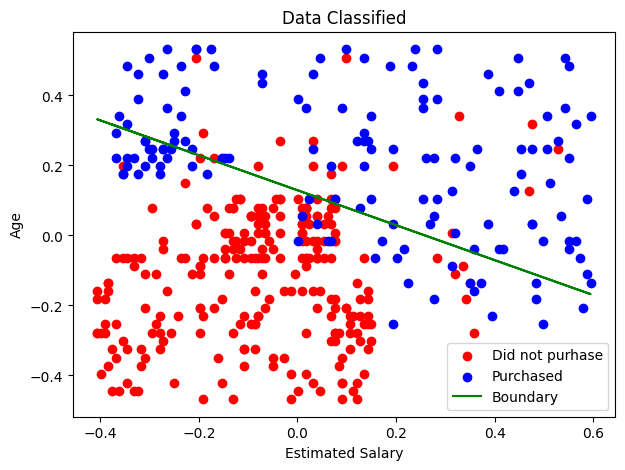 Data Classified
Age
0.4
0.2
0.0
−0.2
−0.4
−0.4
−0.2
0.0
0.2
0.4
0.6
Estimated Salary
Did not purhase
Purchased
Boundary